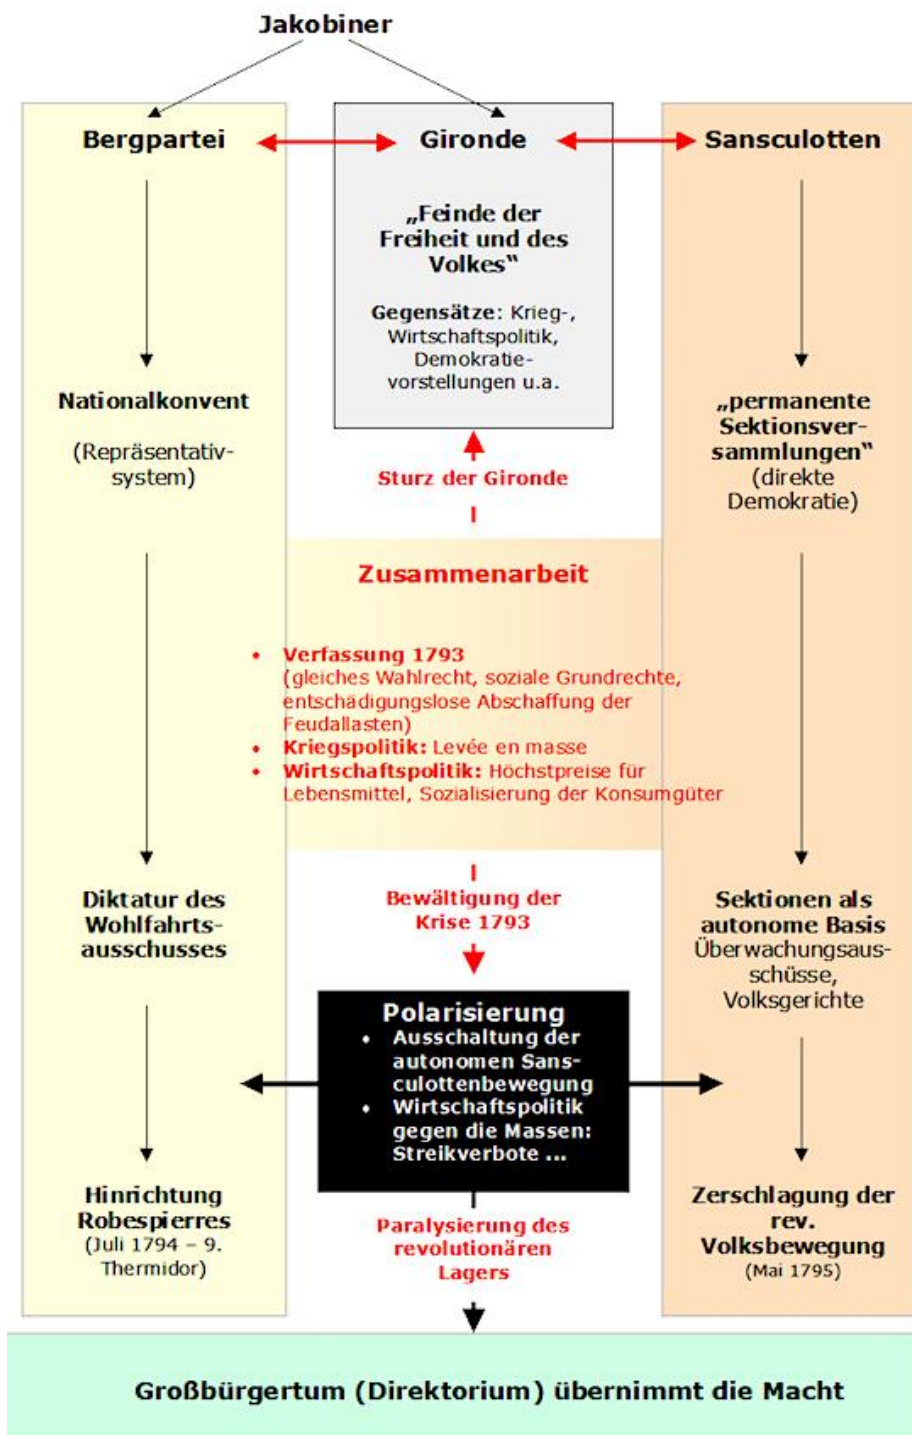 Jakobiner
Bergpartei
Gironde
Sansculotten
„Feinde der
Freiheit und des
Volkes“
Gegensätze: Krieg-,
Wirtschaftspolitik,
Demokratie-
vorstellungen u.a.
Nationalkonvent
(Repräsentativ-
system)
„permanente
Sektionsver-
sammlungen“
(direkte
Demokratie)
Sturz der Gironde
Zusammenarbeit
• Verfassung 1793
(gleiches Wahlrecht, soziale Grundrechte,
entschädigungslose Abschaffung der
Feudallasten)
• Kriegspolitik: Levée en masse
• Wirtschaftspolitik: Höchstpreise für
Lebensmittel, Sozialisierung der Konsumgüter
Diktatur des
Wohlfahrts-
ausschusses
Bewältigung der
Krise 1793
Sektionen als
autonome Basis
Überwachungsaus-
schüsse,
Volksgerichte
Polarisierung
• Ausschaltung der
autonomen Sans-
cullottenbewegung
• Wirtschaftspolitik
gegen die Massen:
Streikverbote ...
Hinrichtung
Robespierres
(Juli 1794 – 9.
Thermidor)
Paralysierung des
revolutionären
Lagers
Zerschlagung der
rev.
Volksbewegung
(Mai 1795)
Großbürgertum (Direktorium) übernimmt die Macht